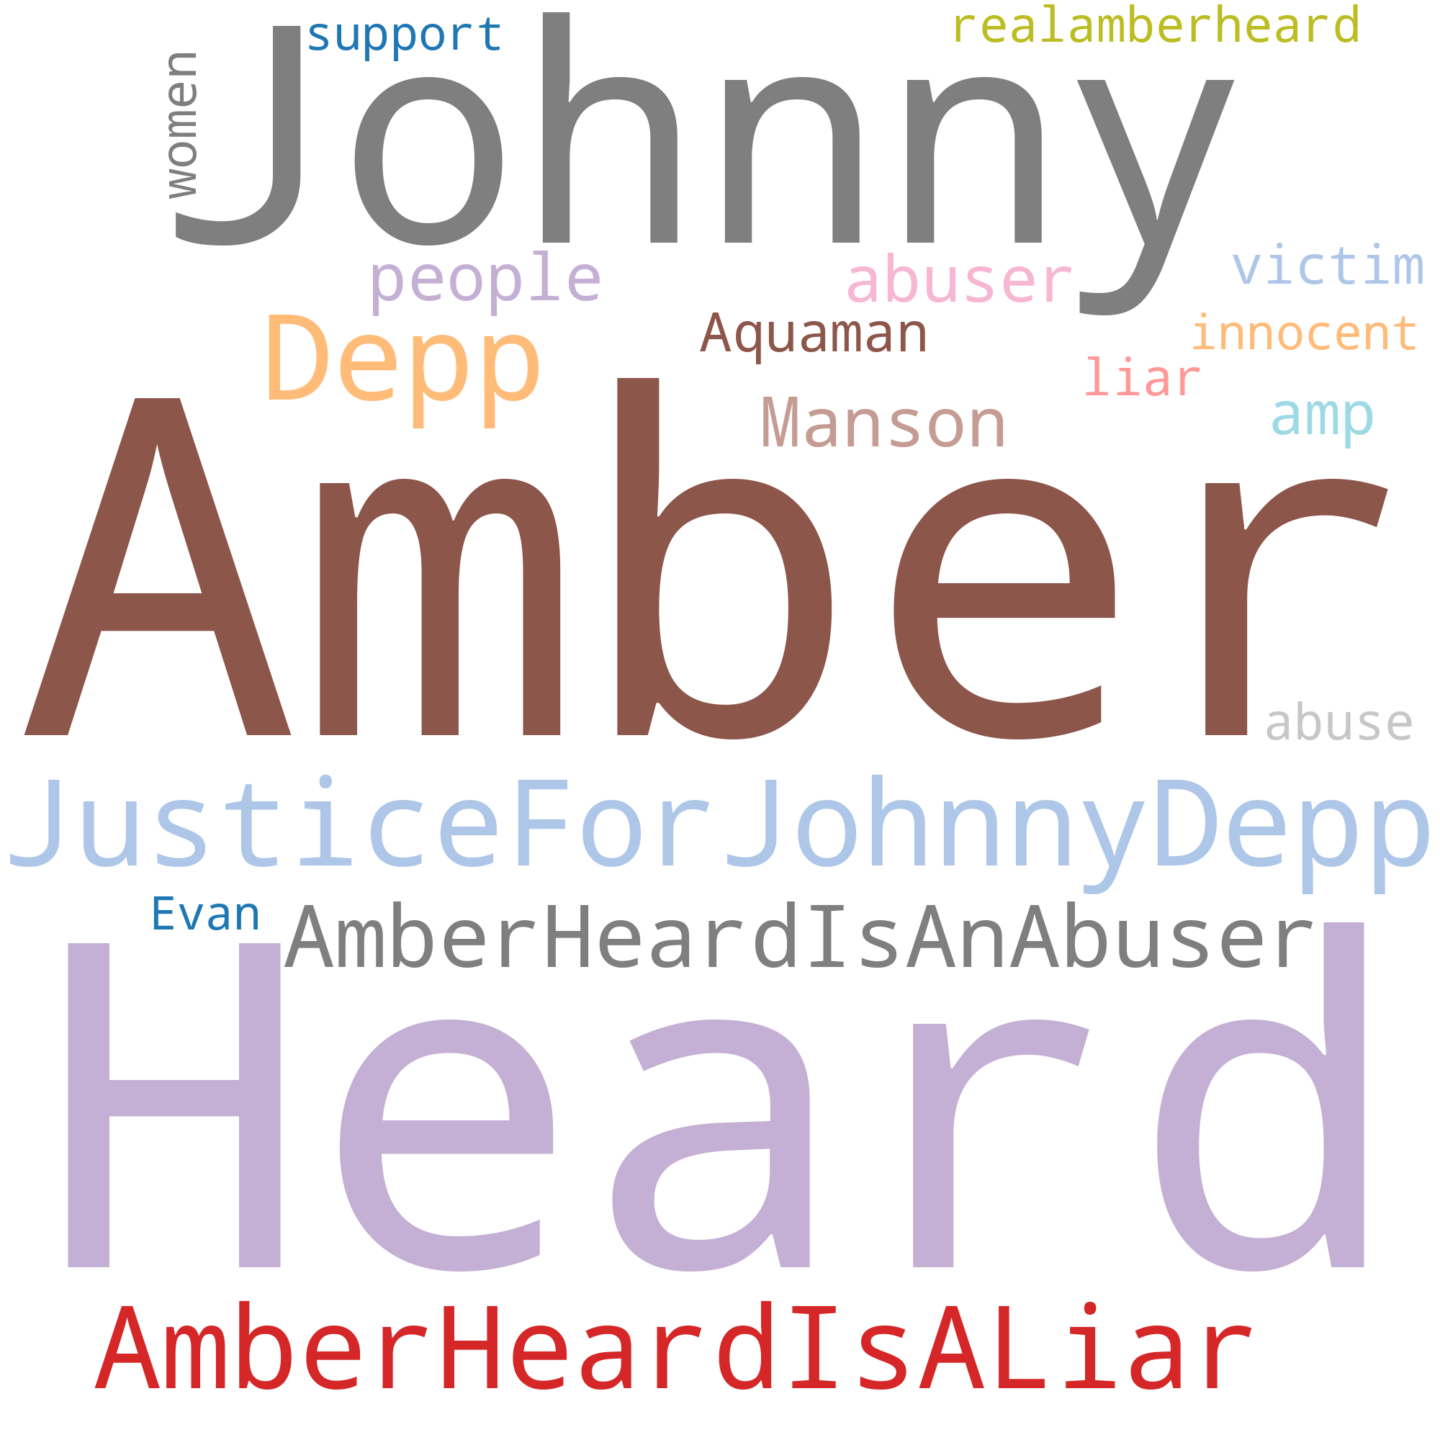 support
realamberheard
women
Johnny
people
abuser
victim
Depp
Aquaman
innocent
liar
Manson
amp
Amber
abuse
JusticeForJohnnyDepp
Evan
AmberHeardIsAnAbuser
Heard
AmberHeardIsALiar